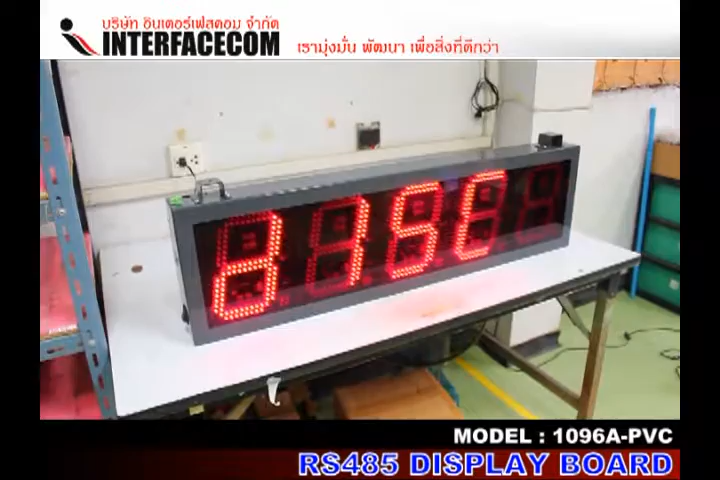 บริษัท อินเตอร์เฟสคอม จำกัด
INTERFACECOM
เรามุ่งมั่น พัฒนา เพื่อสิ่งที่ดีกว่า
MODEL : 1096A-PVC
RS485 DISPLAY BOARD